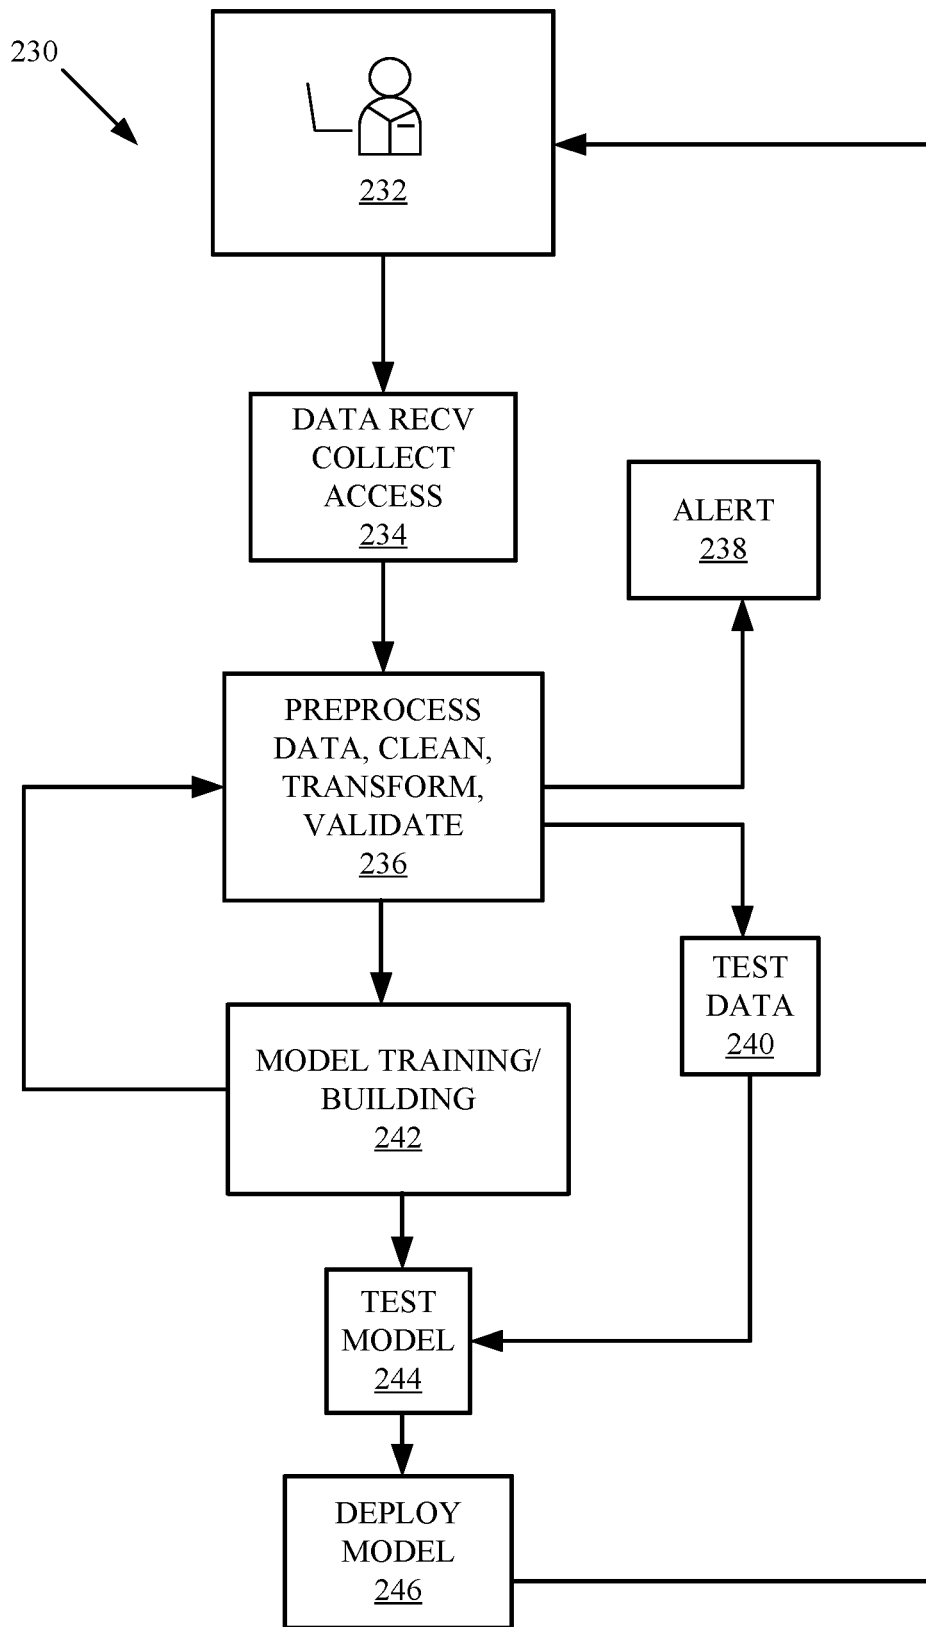 230
232
DATA RECV
COLLECT
ACCESS
234
ALERT
238
PREPROCESS
DATA, CLEAN,
TRANSFORM,
VALIDATE
236
TEST
DATA
240
MODEL TRAINING/
BUILDING
242
TEST
MODEL
244
DEPLOY
MODEL
246